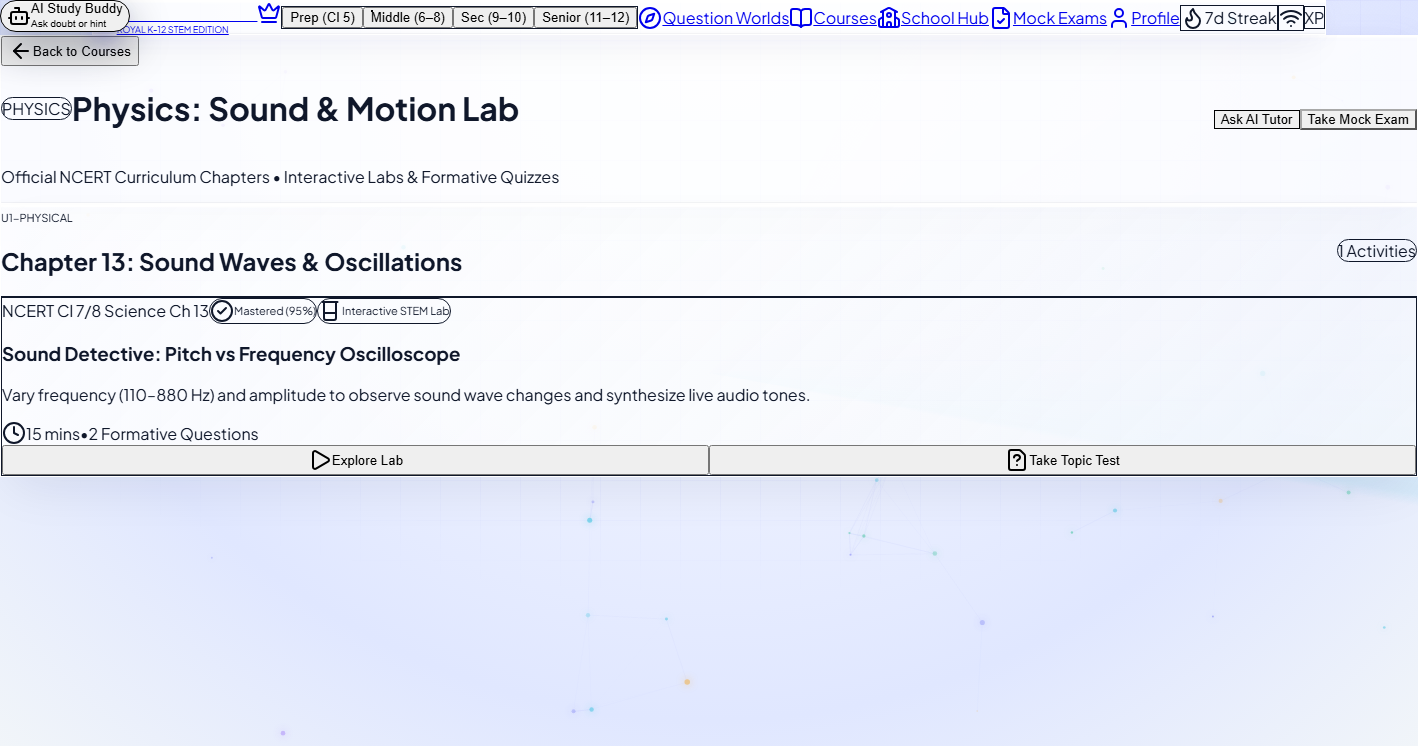 AI Study Buddy
Ask doubt or hint
ROYAL K-12 STEM EDITION
Prep (Cl 5) Middle (6–8) Sec (9–10) Senior (11–12) Question Worlds Courses School Hub Mock Exams Profile 7d Streak XP
Back to Courses
PHYSICS Physics: Sound & Motion Lab
Ask AI Tutor Take Mock Exam
Official NCERT Curriculum Chapters • Interactive Labs & Formative Quizzes
U1-PHYSICAL
Chapter 13: Sound Waves & Oscillations
1 Activities
NCERT Cl 7/8 Science Ch 13 Mastered (95%) Interactive STEM Lab
Sound Detective: Pitch vs Frequency Oscilloscope
Vary frequency (110–880 Hz) and amplitude to observe sound wave changes and synthesize live audio tones.
15 mins•2 Formative Questions
Explore Lab Take Topic Test